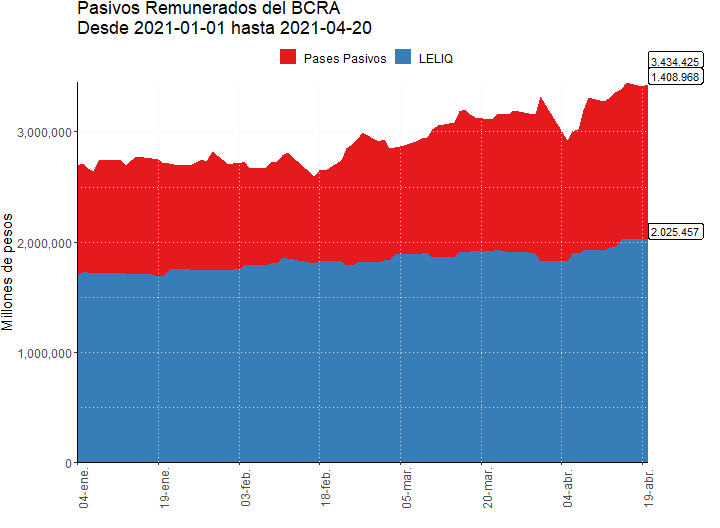 Pasivos Remunerados del BCRA
Desde 2021-01-01 hasta 2021-04-20
Pases Pasivos
LELIQ
3.434.425
1.408.968
2.025.457
Millones de pesos
3,000,000
2,000,000
1,000,000
0
04-ene.
19-ene.
03-feb.
18-feb.
05-mar.
20-mar.
04-abr.
19-abr.